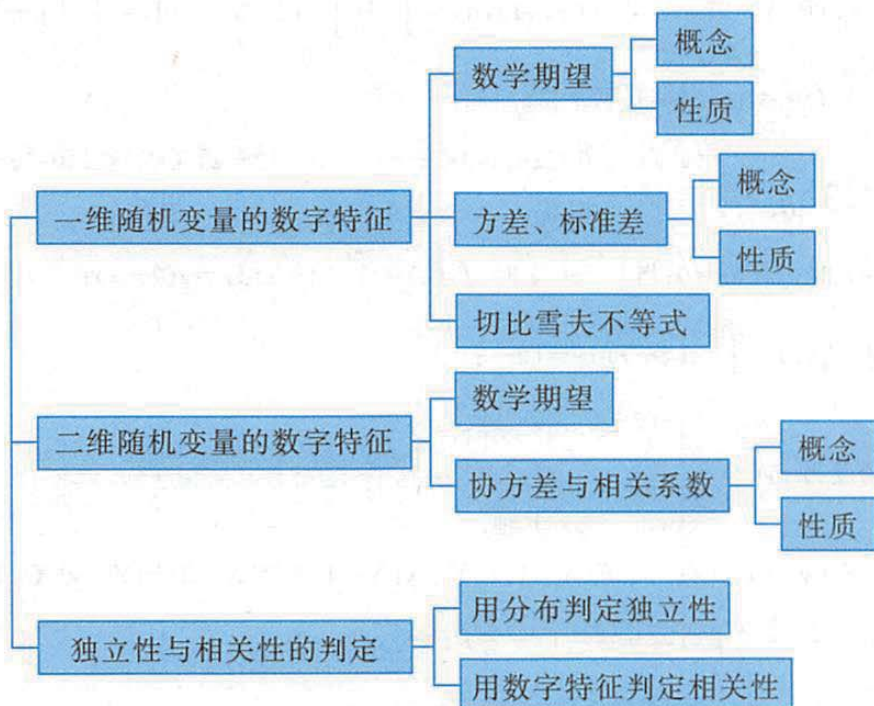 概念
数学期望
性质
概念
一维随机变量的数字特征
方差、标准差
性质
切比雪夫不等式
数学期望
二维随机变量的数字特征
概念
协方差与相关系数
性质
用分布判定独立性
独立性与相关性的判定
用数字特征判定相关性